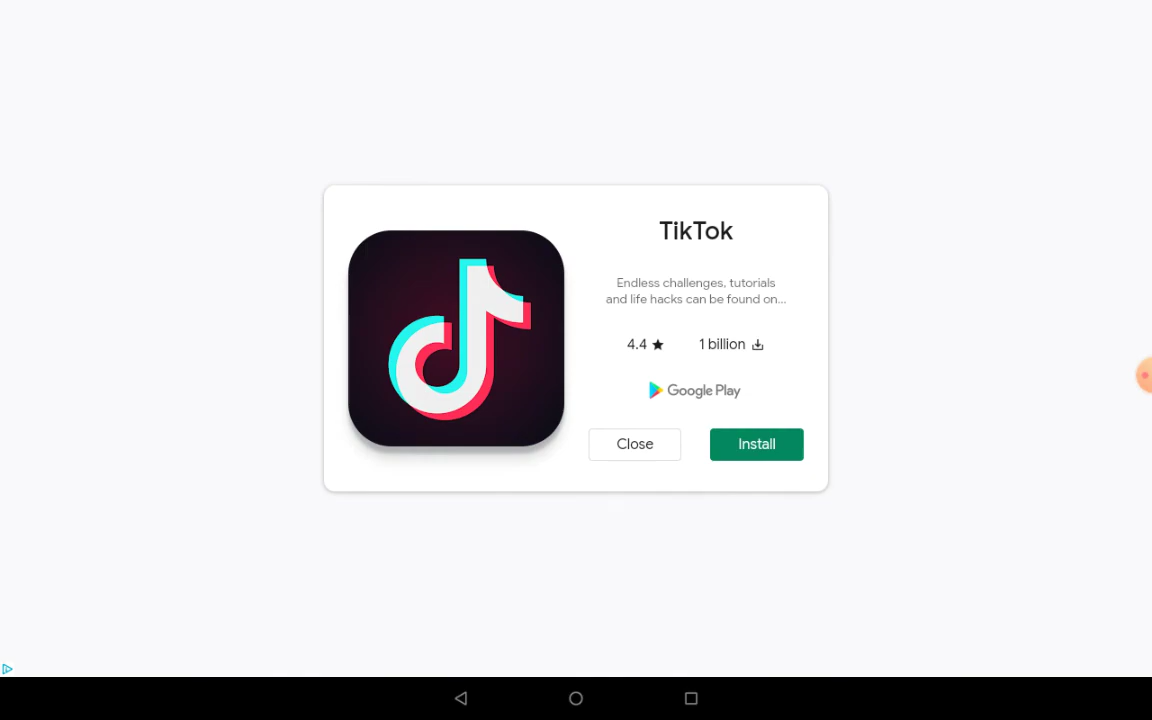 TikTok
Endless challenges, tutorials
and life hacks can be found on...
4.4 ★ 1 billion
Google Play
Close Install